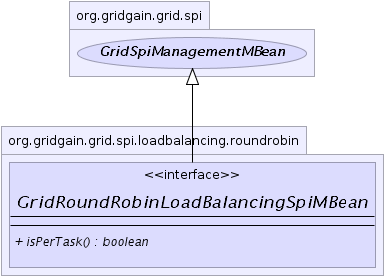 org.gridgain.grid.spi
GridSpiManagementMBean
org.gridgain.grid.spi.loadbalancing.roundrobin
<<interface>>
GridRoundRobinLoadBalancingSpiMBean
+ isPerTask() : boolean